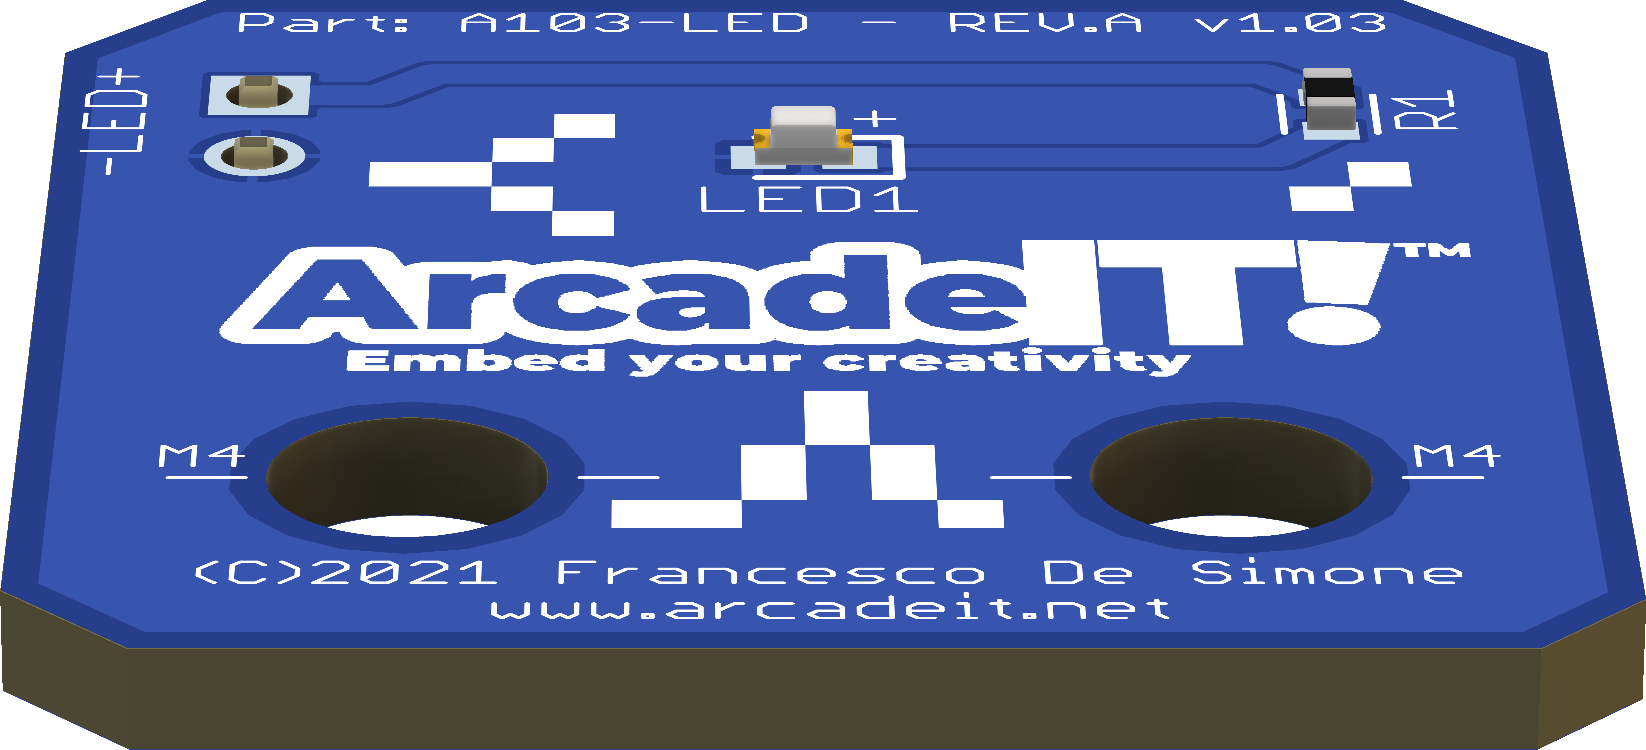 Part: A103-LED - REV.A v1.03
-LED+
R1
+
LED1
ArcadeIT!™
Embed your creativity
M4
M4
(C)2021 Francesco De Simone
www.arcadeit.net